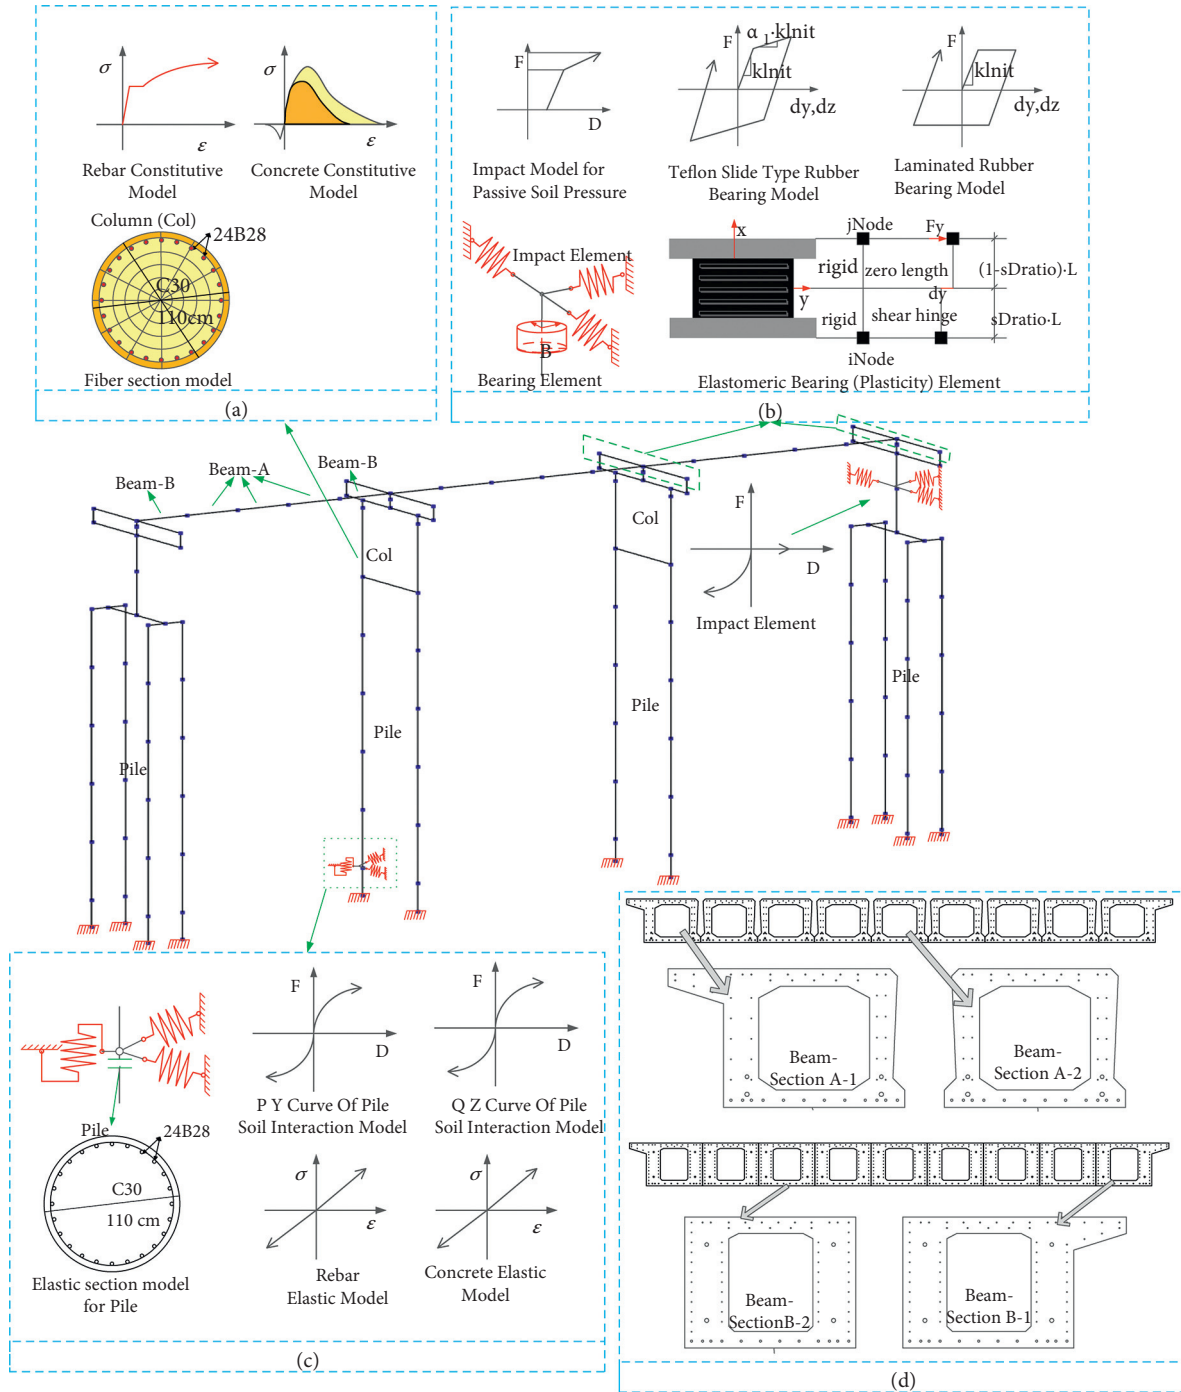 σ
ε
Rebar Constitutive
Model
σ
ε
Concrete Constitutive
Model
Column (Col)
24B28
C30
110cm
Fiber section model
(a)
F
D
Impact Model for
Passive Soil Pressure
F
α1·klnit
klnit
dy,dz
Teflon Slide Type Rubber
Bearing Model
F
klnit
dy,dz
Laminated Rubber
Bearing Model
Impact Element
B
Bearing Element
x
y
rigid
rigid
jNode
Fy
zero length
dy
shear hinge
iNode
(1-sDratio)·L
sDratio·L
Elastomeric Bearing (Plasticity) Element
(b)
Beam-B
Beam-A
Beam-B
Col
Col
F
D
Impact Element
Pile
Pile
Pile
Pile
F
D
P Y Curve Of Pile
Soil Interaction Model
F
D
Q Z Curve Of Pile
Soil Interaction Model
Pile
24B28
C30
110 cm
Elastic section model
for Pile
σ
ε
Rebar
Elastic Model
σ
ε
Concrete Elastic
Model
(c)
Beam-
Section A-1
Beam-
Section A-2
Beam-
SectionB-2
Beam-
Section B-1
(d)